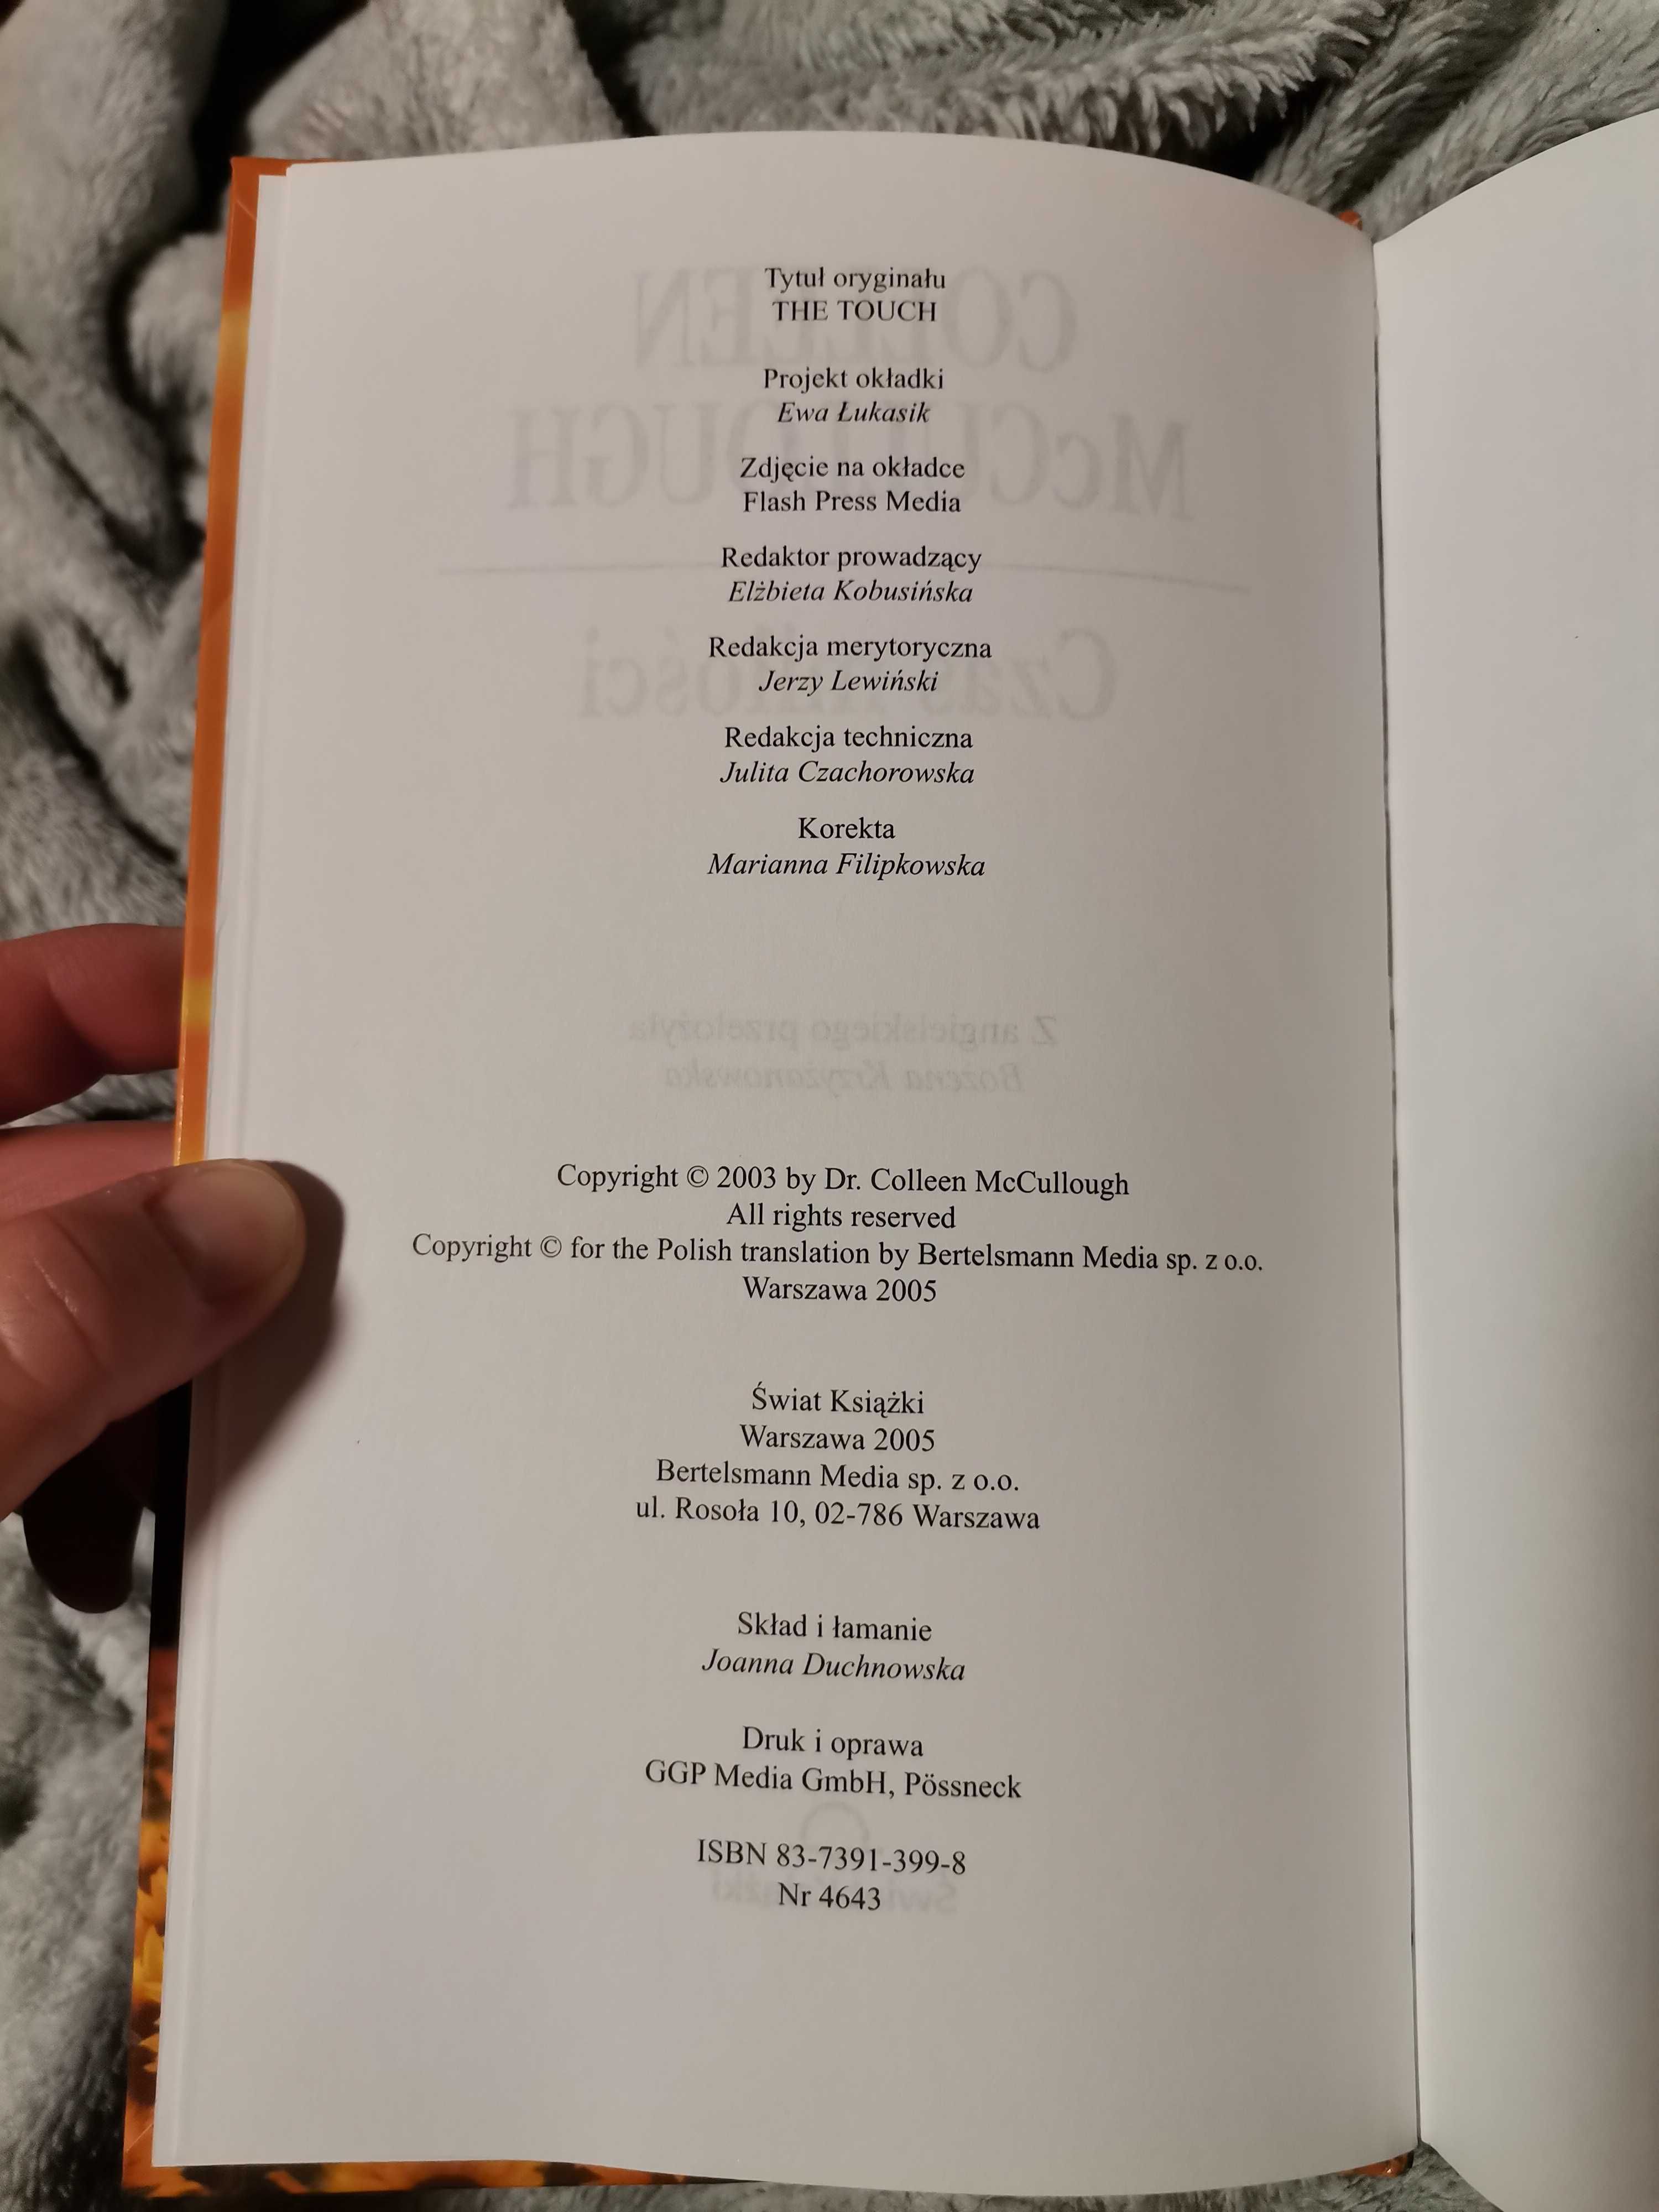 Tytuł oryginału
THE TOUCH
Projekt okładki
Ewa Łukasik
Zdjęcie na okładce
Flash Press Media
Redaktor prowadzący
Elżbieta Kobusińska
Redakcja merytoryczna
Jerzy Lewiński
Redakcja techniczna
Julita Czachorowska
Korekta
Marianna Filipkowska
Copyright © 2003 by Dr. Colleen McCullough
All rights reserved
Copyright © for the Polish translation by Bertelsmann Media sp. z o.o.
Warszawa 2005
Świat Książki
Warszawa 2005
Bertelsmann Media sp. z o.o.
ul. Rosoła 10, 02-786 Warszawa
Skład i łamanie
Joanna Duchnowska
Druk i oprawa
GGP Media GmbH, Pössneck
ISBN 83-7391-399-8
Nr 4643